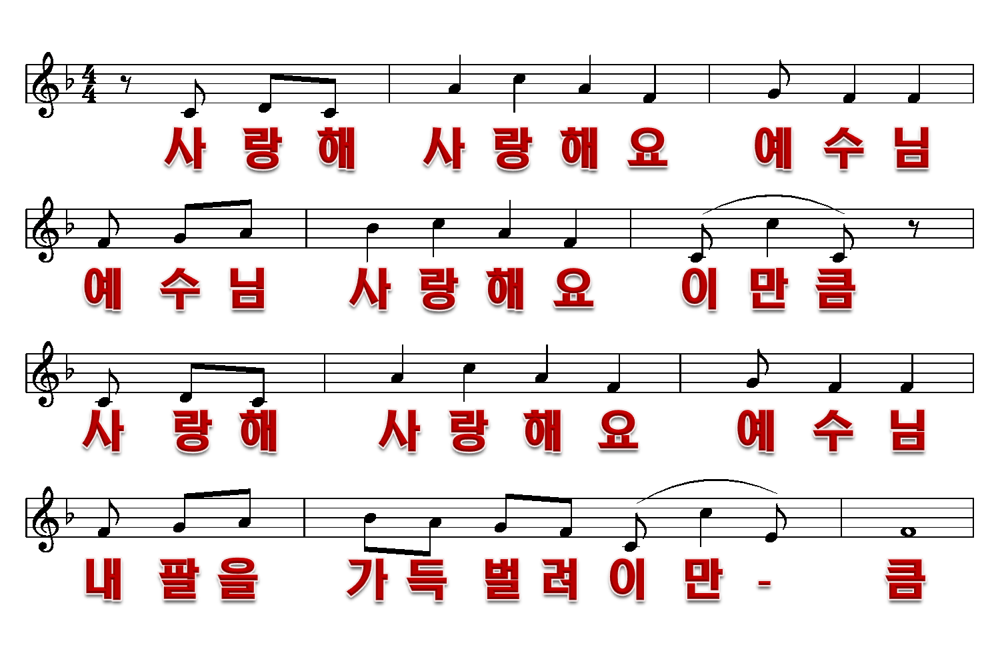 사 랑 해 사 랑 해 요 예 수 님
예 수 님 사 랑 해 요 이 만 큼
사 랑 해 사 랑 해 요 예 수 님
내 팔 을 가 득 벌 려 이 만 - 큼